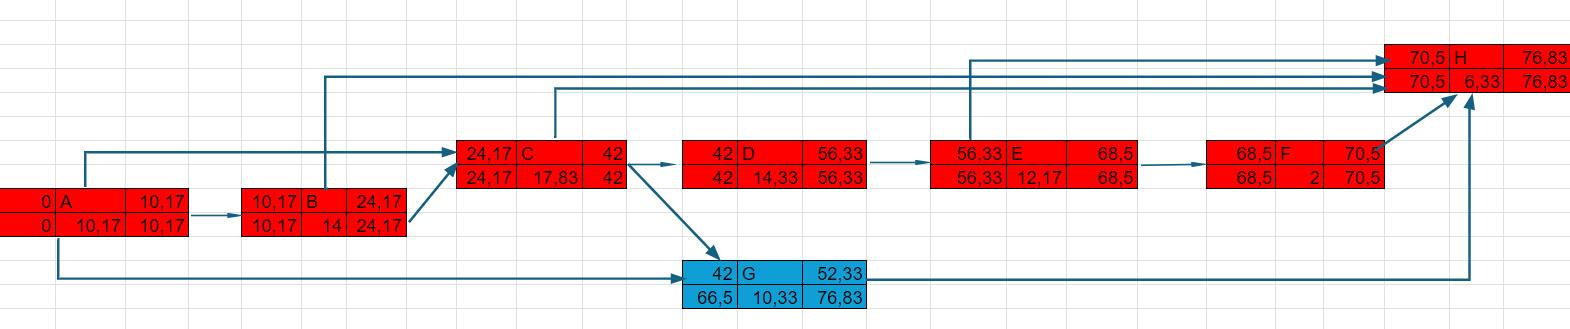 70,5 H 76,83
70,5 6,33 76,83
24,17 C 42
24,17 17,83 42
42 D 56,33
42 14,33 56,33
56,33 E 68,5
56,33 12,17 68,5
68,5 F 70,5
68,5 2 70,5
0 A 10,17
0 10,17 10,17
10,17 B 24,17
10,17 14 24,17
42 G 52,33
66,5 10,33 76,83